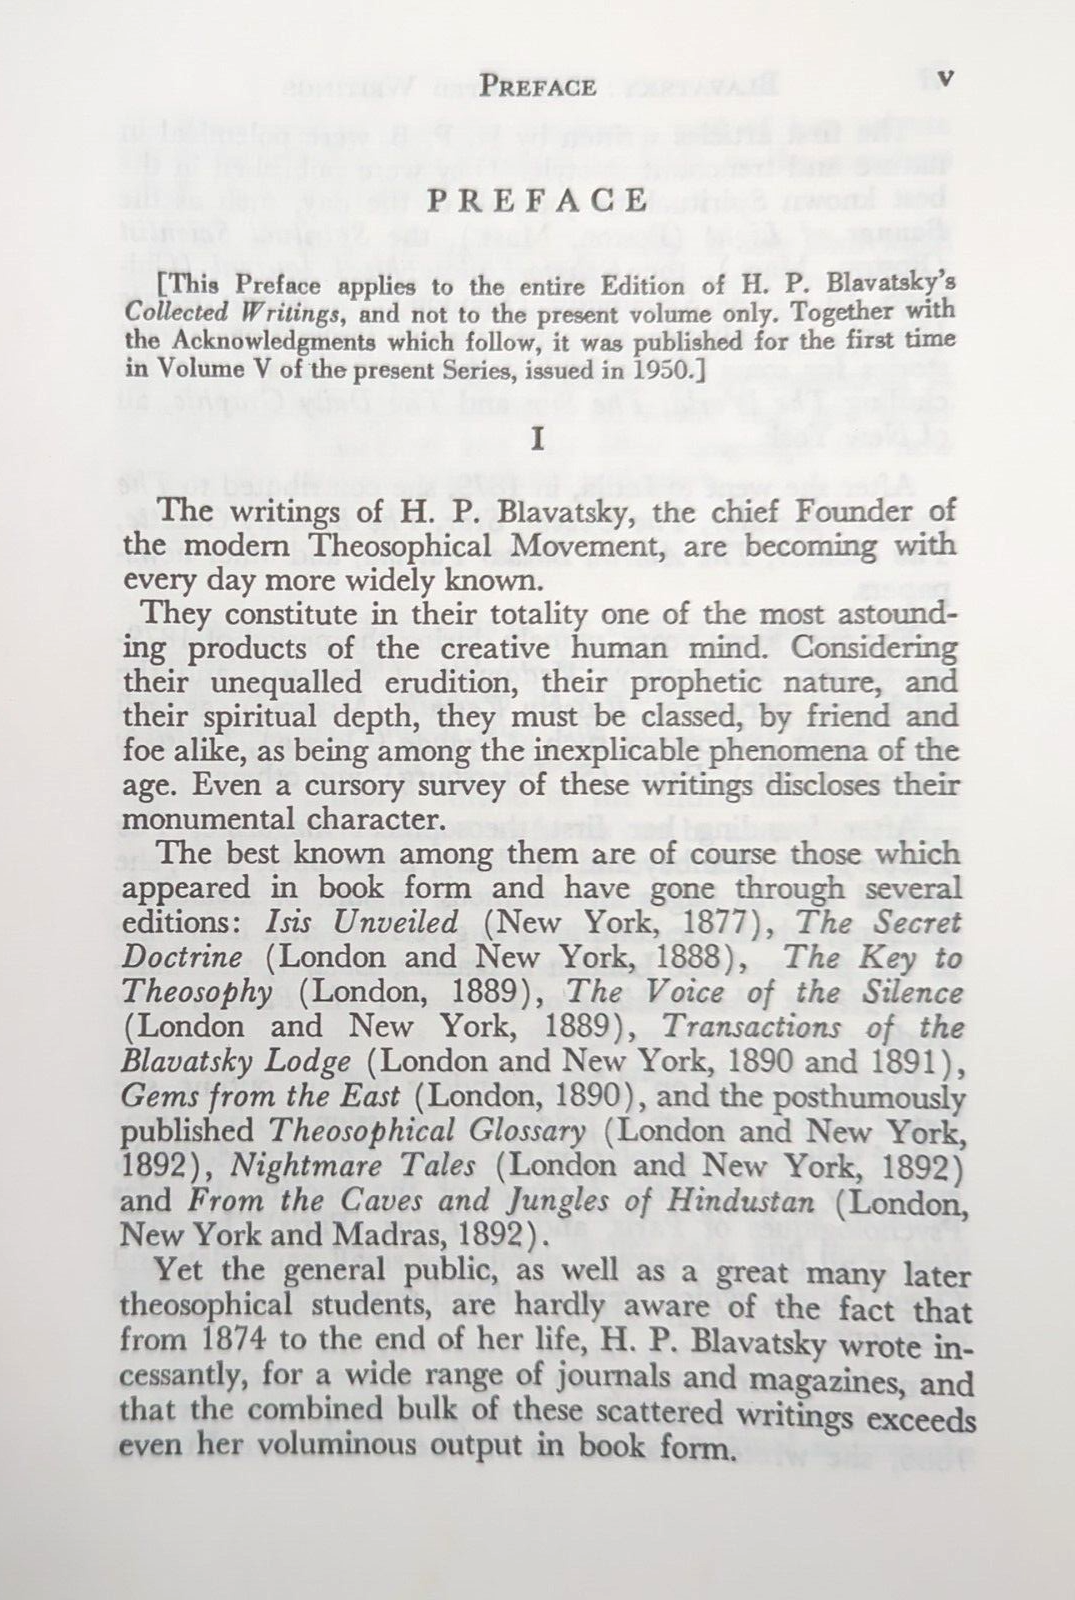 PREFACE v
PREFACE
[This Preface applies to the entire Edition of H. P. Blavatsky's
Collected Writings, and not to the present volume only. Together with
the Acknowledgments which follow, it was published for the first time
in Volume V of the present Series, issued in 1950.]
I
The writings of H. P. Blavatsky, the chief Founder of
the modern Theosophical Movement, are becoming with
every day more widely known.
They constitute in their totality one of the most astound-
ing products of the creative human mind. Considering
their unequalled erudition, their prophetic nature, and
their spiritual depth, they must be classed, by friend and
foe alike, as being among the inexplicable phenomena of the
age. Even a cursory survey of these writings discloses their
monumental character.
The best known among them are of course those which
appeared in book form and have gone through several
editions: Isis Unveiled (New York, 1877), The Secret
Doctrine (London and New York, 1888), The Key to
Theosophy (London, 1889), The Voice of the Silence
(London and New York, 1889), Transactions of the
Blavatsky Lodge (London and New York, 1890 and 1891),
Gems from the East (London, 1890), and the posthumously
published Theosophical Glossary (London and New York,
1892), Nightmare Tales (London and New York, 1892)
and From the Caves and Jungles of Hindustan (London,
New York and Madras, 1892).
Yet the general public, as well as a great many later
theosophical students, are hardly aware of the fact that
from 1874 to the end of her life, H. P. Blavatsky wrote in-
cessantly, for a wide range of journals and magazines, and
that the combined bulk of these scattered writings exceeds
even her voluminous output in book form.